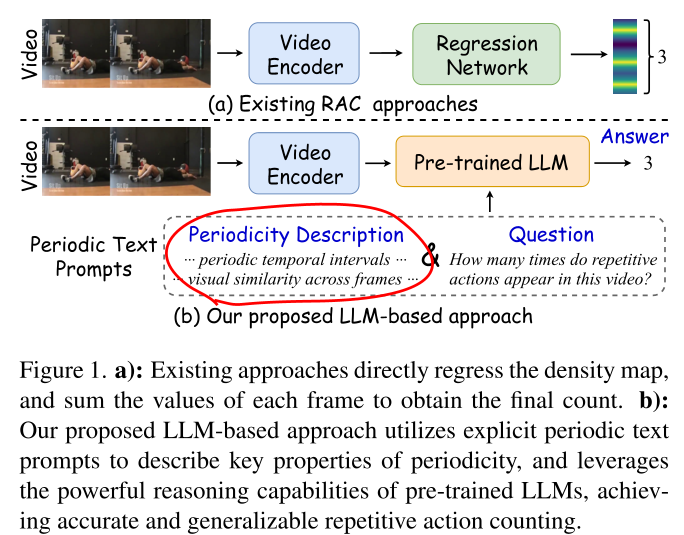 Video
Video Encoder
Regression Network
3
(a) Existing RAC approaches
Video
Video Encoder
Pre-trained LLM
Answer
3
Periodic Text Prompts
Periodicity Description
··· periodic temporal intervals ···
··· visual similarity across frames ···
&
Question
How many times do repetitive
actions appear in this video?
(b) Our proposed LLM-based approach
Figure 1. a): Existing approaches directly regress the density map,
and sum the values of each frame to obtain the final count. b):
Our proposed LLM-based approach utilizes explicit periodic text
prompts to describe key properties of periodicity, and leverages
the powerful reasoning capabilities of pre-trained LLMs, achiev-
ing accurate and generalizable repetitive action counting.